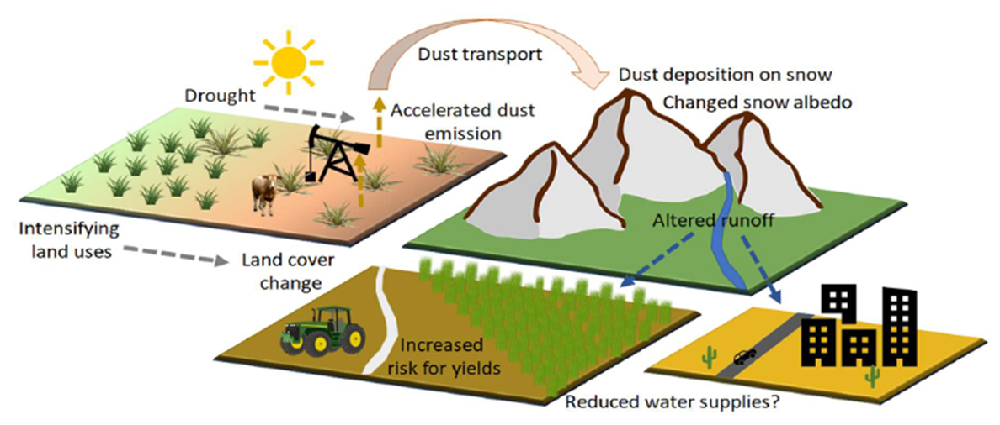 Dust transport
Dust deposition on snow
Drought
Changed snow albedo
Accelerated dust
emission
Intensifying
land uses
Altered runoff
Land cover
change
Increased
risk for yields
Reduced water supplies?